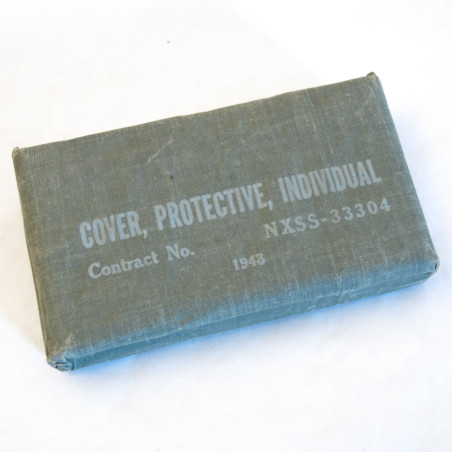 COVER, PROTECTIVE, INDIVIDUAL
Contract No. NXSS-33304
1943